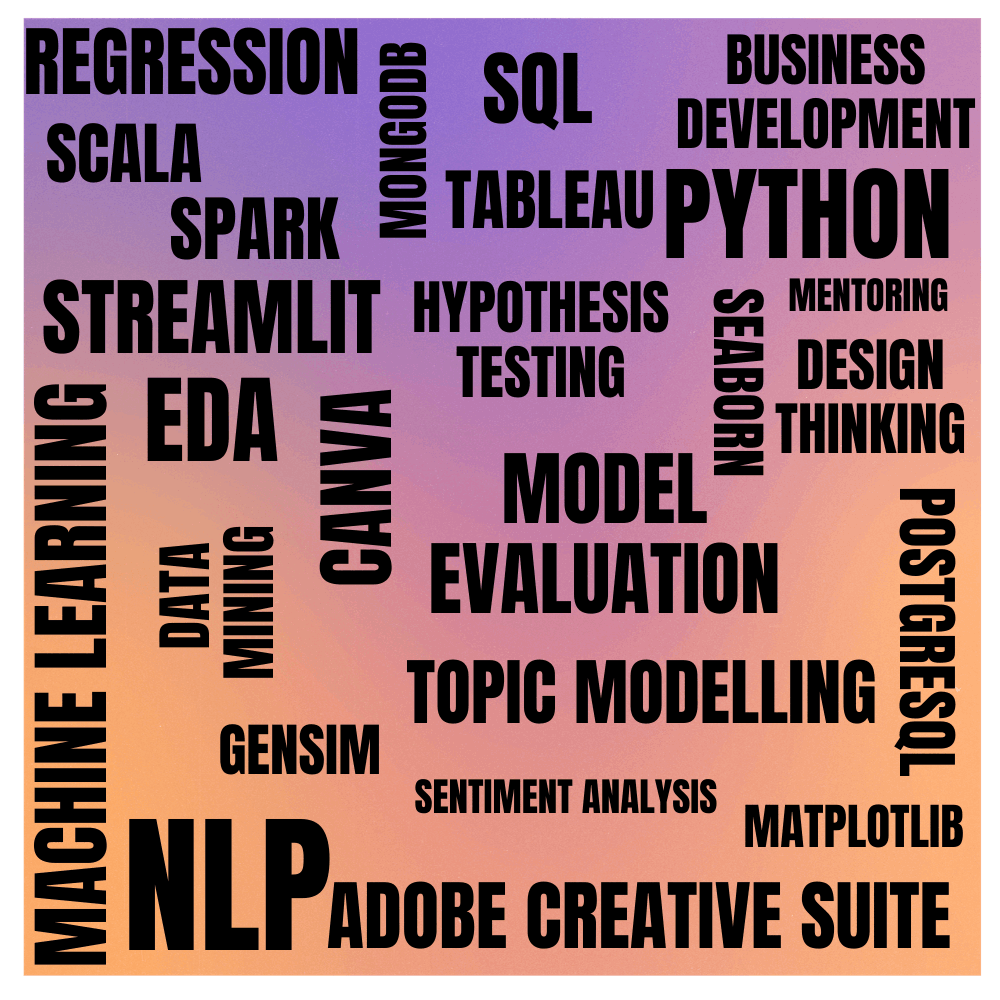 REGRESSION
MONGODB
SQL
BUSINESS
DEVELOPMENT
SCALA
TABLEAU
PYTHON
SPARK
STREAMLIT
HYPOTHESIS
TESTING
SEABORN
MENTORING
DESIGN
THINKING
MACHINE LEARNING
EDA
CANVA
MODEL
EVALUATION
POSTGRESQL
DATA
MINING
TOPIC MODELLING
GENSIM
SENTIMENT ANALYSIS
MATPLOTLIB
NLP
ADOBE CREATIVE SUITE